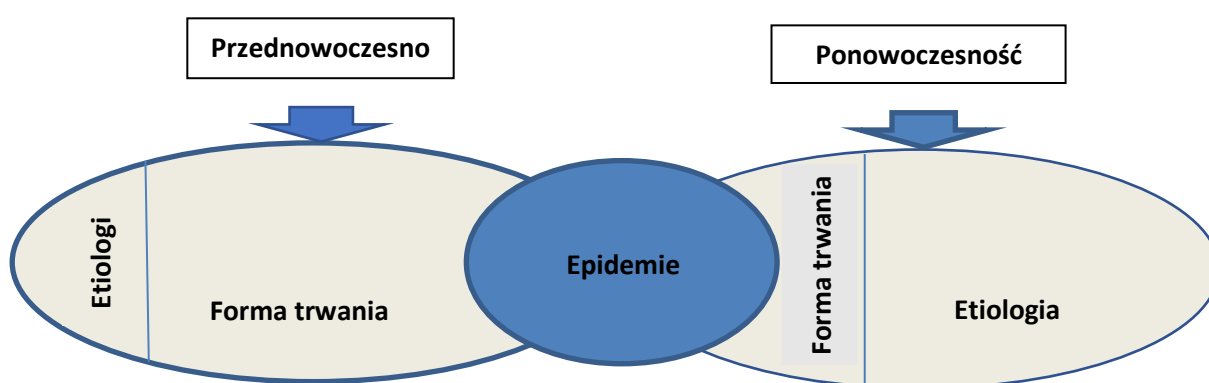 Przednowoczesno
Ponowoczesność
Etiologi
Forma trwania
Epidemie
Forma trwania
Etiologia